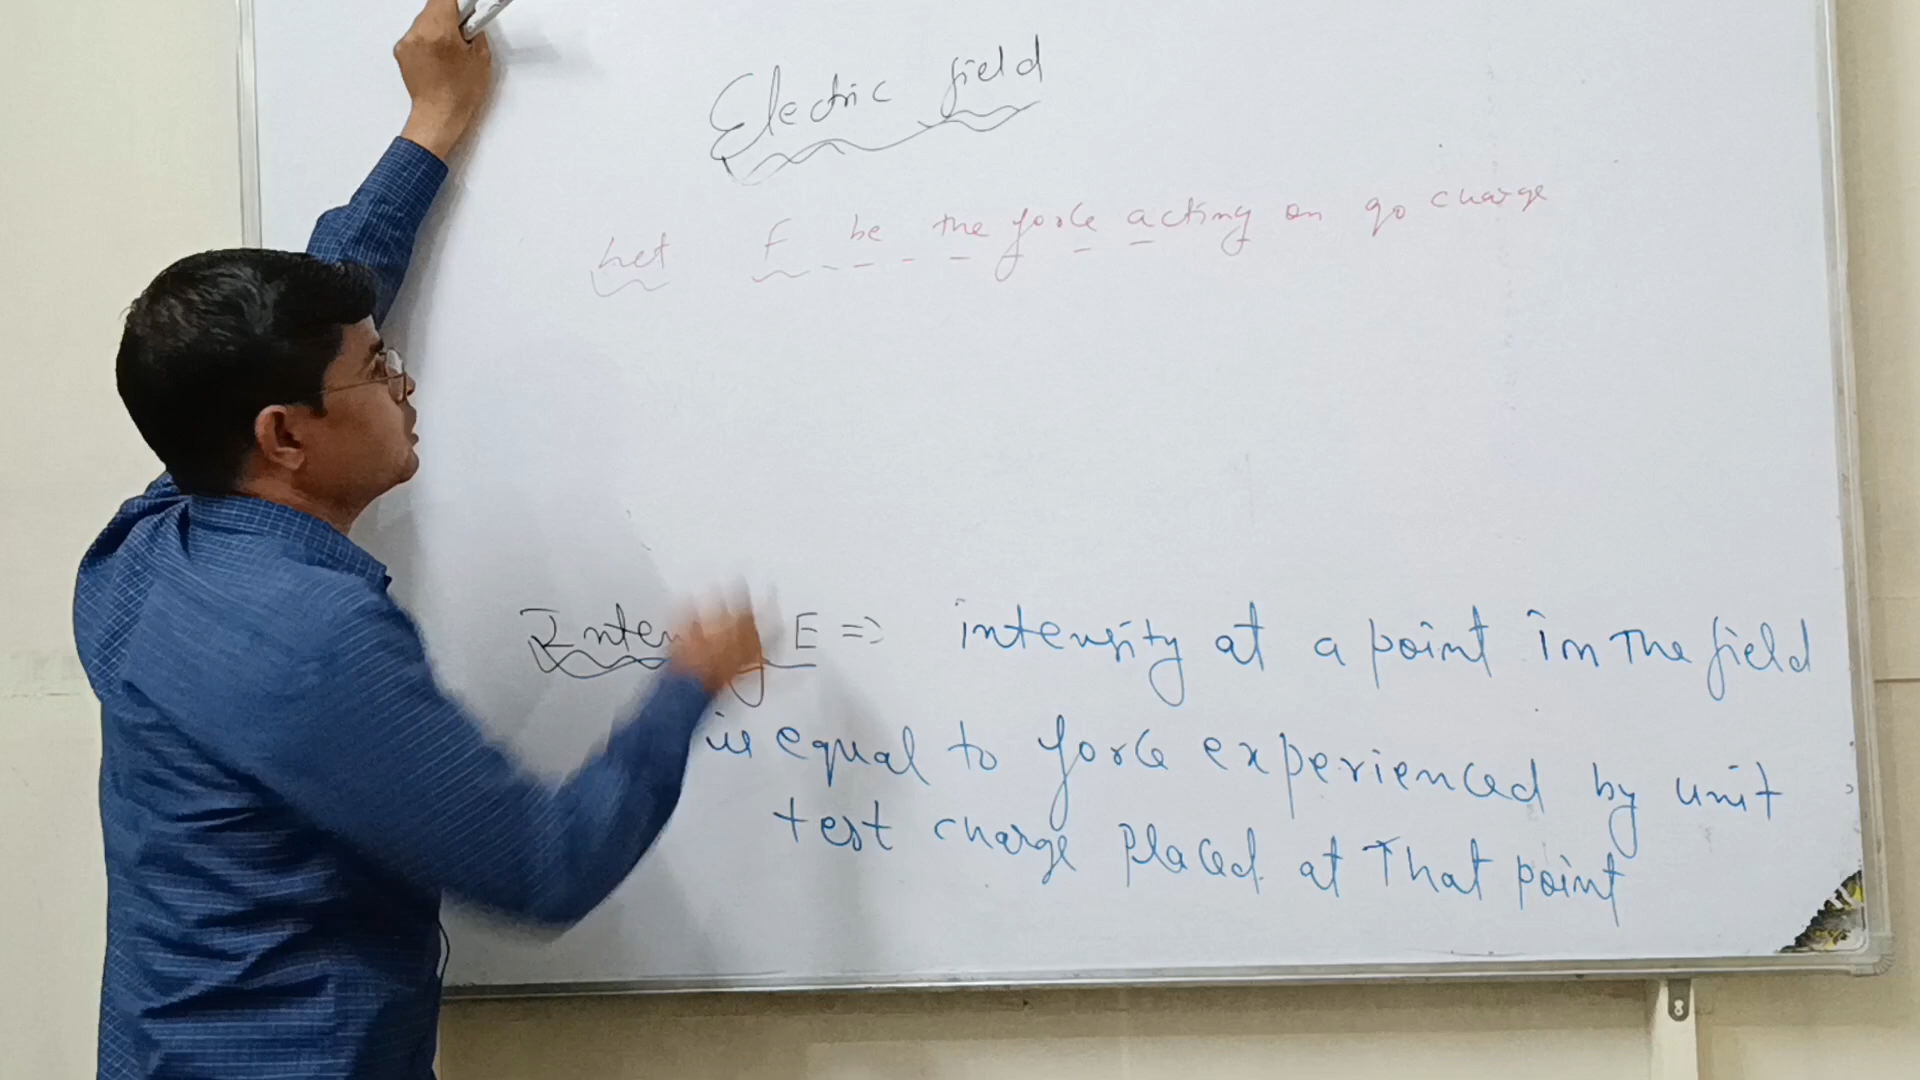 Electric field
Let F be the force acting on qo charge
Intensity E => intensity at a point in the field
is equal to force experienced by unit
test charge placed at that point